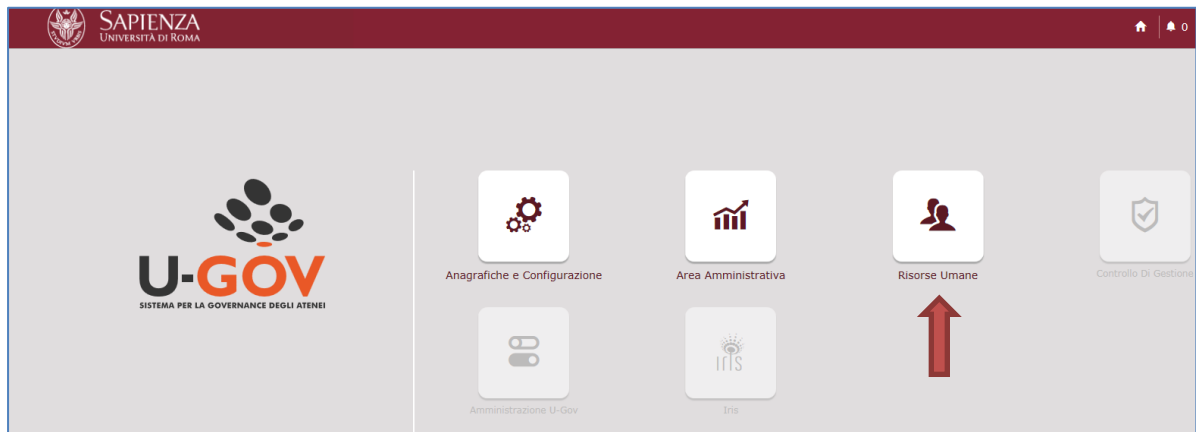 SAPIENZA
UNIVERSITÀ DI ROMA
0
U-GOV
SISTEMA PER LA GOVERNANCE DEGLI ATENEI
Anagrafiche e Configurazione
Area Amministrativa
Risorse Umane
Controllo Di Gestione
Amministrazione U-Gov
IRIS
Iris